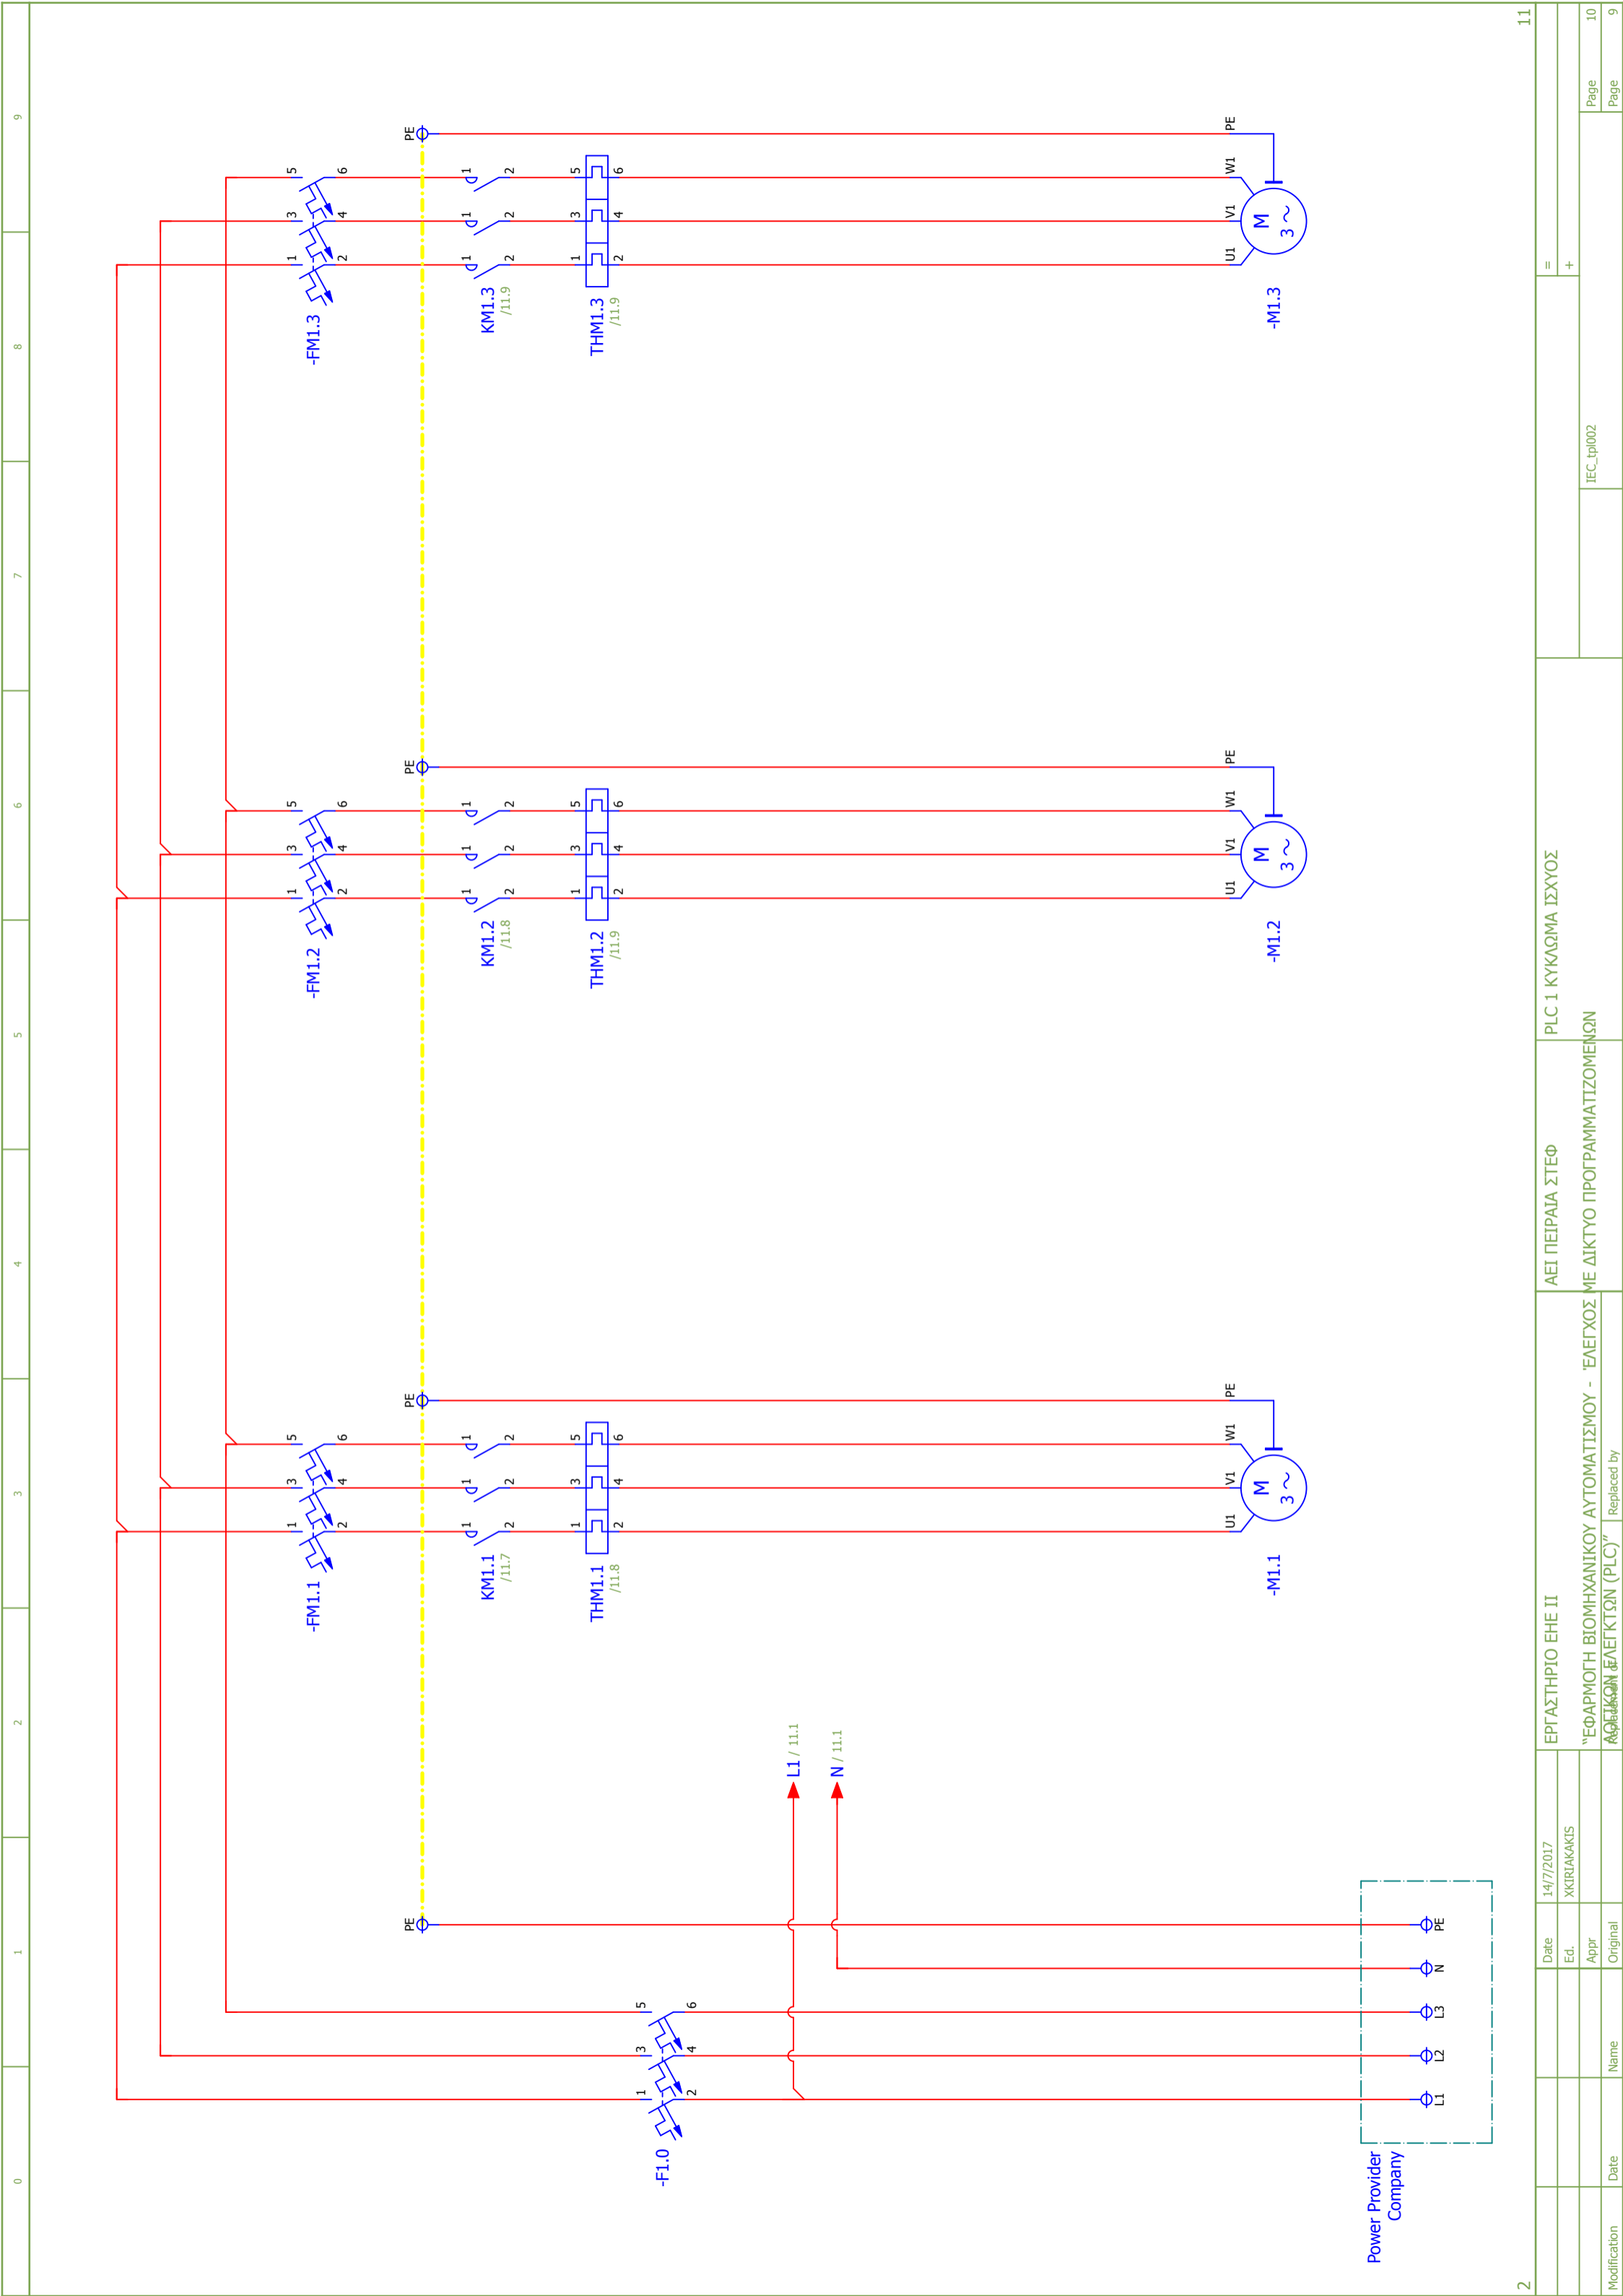 0 1 2 3 4 5 6 7 8 9
-F1.0
1 3 5
2 4 6
Power Provider
Company
L1 L2 L3 N PE
L1 / 11.1
N / 11.1
PE
-FM1.1
1 3 5
2 4 6
PE
KM1.1
/11.7
1 1 1
2 2 2
THM1.1
/11.8
1 3 5
2 4 6
U1 V1 W1 PE
M
3 ~
-M1.1
-FM1.2
1 3 5
2 4 6
PE
KM1.2
/11.8
1 1 1
2 2 2
THM1.2
/11.9
1 3 5
2 4 6
U1 V1 W1 PE
M
3 ~
-M1.2
-FM1.3
1 3 5
2 4 6
PE
KM1.3
/11.9
1 1 1
2 2 2
THM1.3
/11.9
1 3 5
2 4 6
U1 V1 W1 PE
M
3 ~
-M1.3
2
11
Date 14/7/2017
Ed. XKIRIAKAKIS
Appr
Modification Date Name Original
ΕΡΓΑΣΤΗΡΙΟ ΕΗΕ ΙΙ
ΑΕΙ ΠΕΙΡΑΙΑ ΣΤΕΦ
PLC 1 ΚΥΚΛΩΜΑ ΙΣΧΥΟΣ
"ΕΦΑΡΜΟΓΗ ΒΙΟΜΗΧΑΝΙΚΟΥ ΑΥΤΟΜΑΤΙΣΜΟΥ - ΈΛΕΓΧΟΣ ΜΕ ΔΙΚΤΥΟ ΠΡΟΓΡΑΜΜΑΤΙΖΟΜΕΝΩΝ
ΛΟΓΙΚΩΝ ΕΛΕΓΚΤΩΝ (PLC)"
Replacement of
Replaced by
=
+
IEC_tpl002
Page 10
Page 9